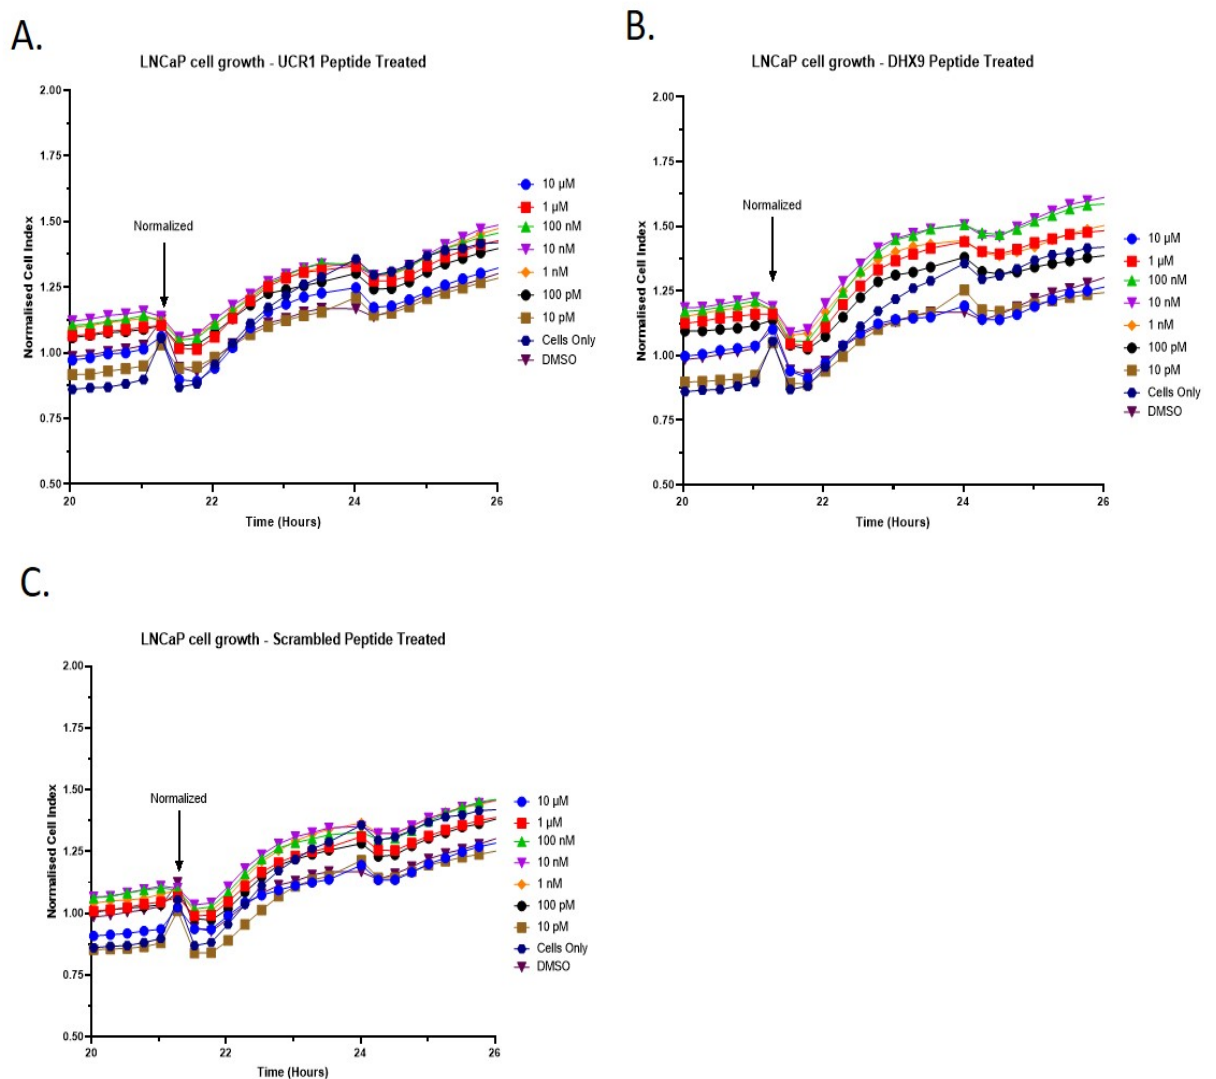 A.
LNCaP cell growth - UCR1 Peptide Treated
2.00
1.75
1.50
1.25
1.00
0.75
0.50
Normalised Cell Index
Normalized
20
22
24
26
Time (Hours)
10 µM
1 µM
100 nM
10 nM
1 nM
100 pM
10 pM
Cells Only
DMSO
B.
LNCaP cell growth - DHX9 Peptide Treated
2.00
1.75
1.50
1.25
1.00
0.75
0.50
Normalised Cell Index
Normalized
20
22
24
26
Time (Hours)
10 µM
1 µM
100 nM
10 nM
1 nM
100 pM
10 pM
Cells Only
DMSO
C.
LNCaP cell growth - Scrambled Peptide Treated
2.00
1.75
1.50
1.25
1.00
0.75
0.50
Normalised Cell Index
Normalized
20
22
24
26
Time (Hours)
10 µM
1 µM
100 nM
10 nM
1 nM
100 pM
10 pM
Cells Only
DMSO